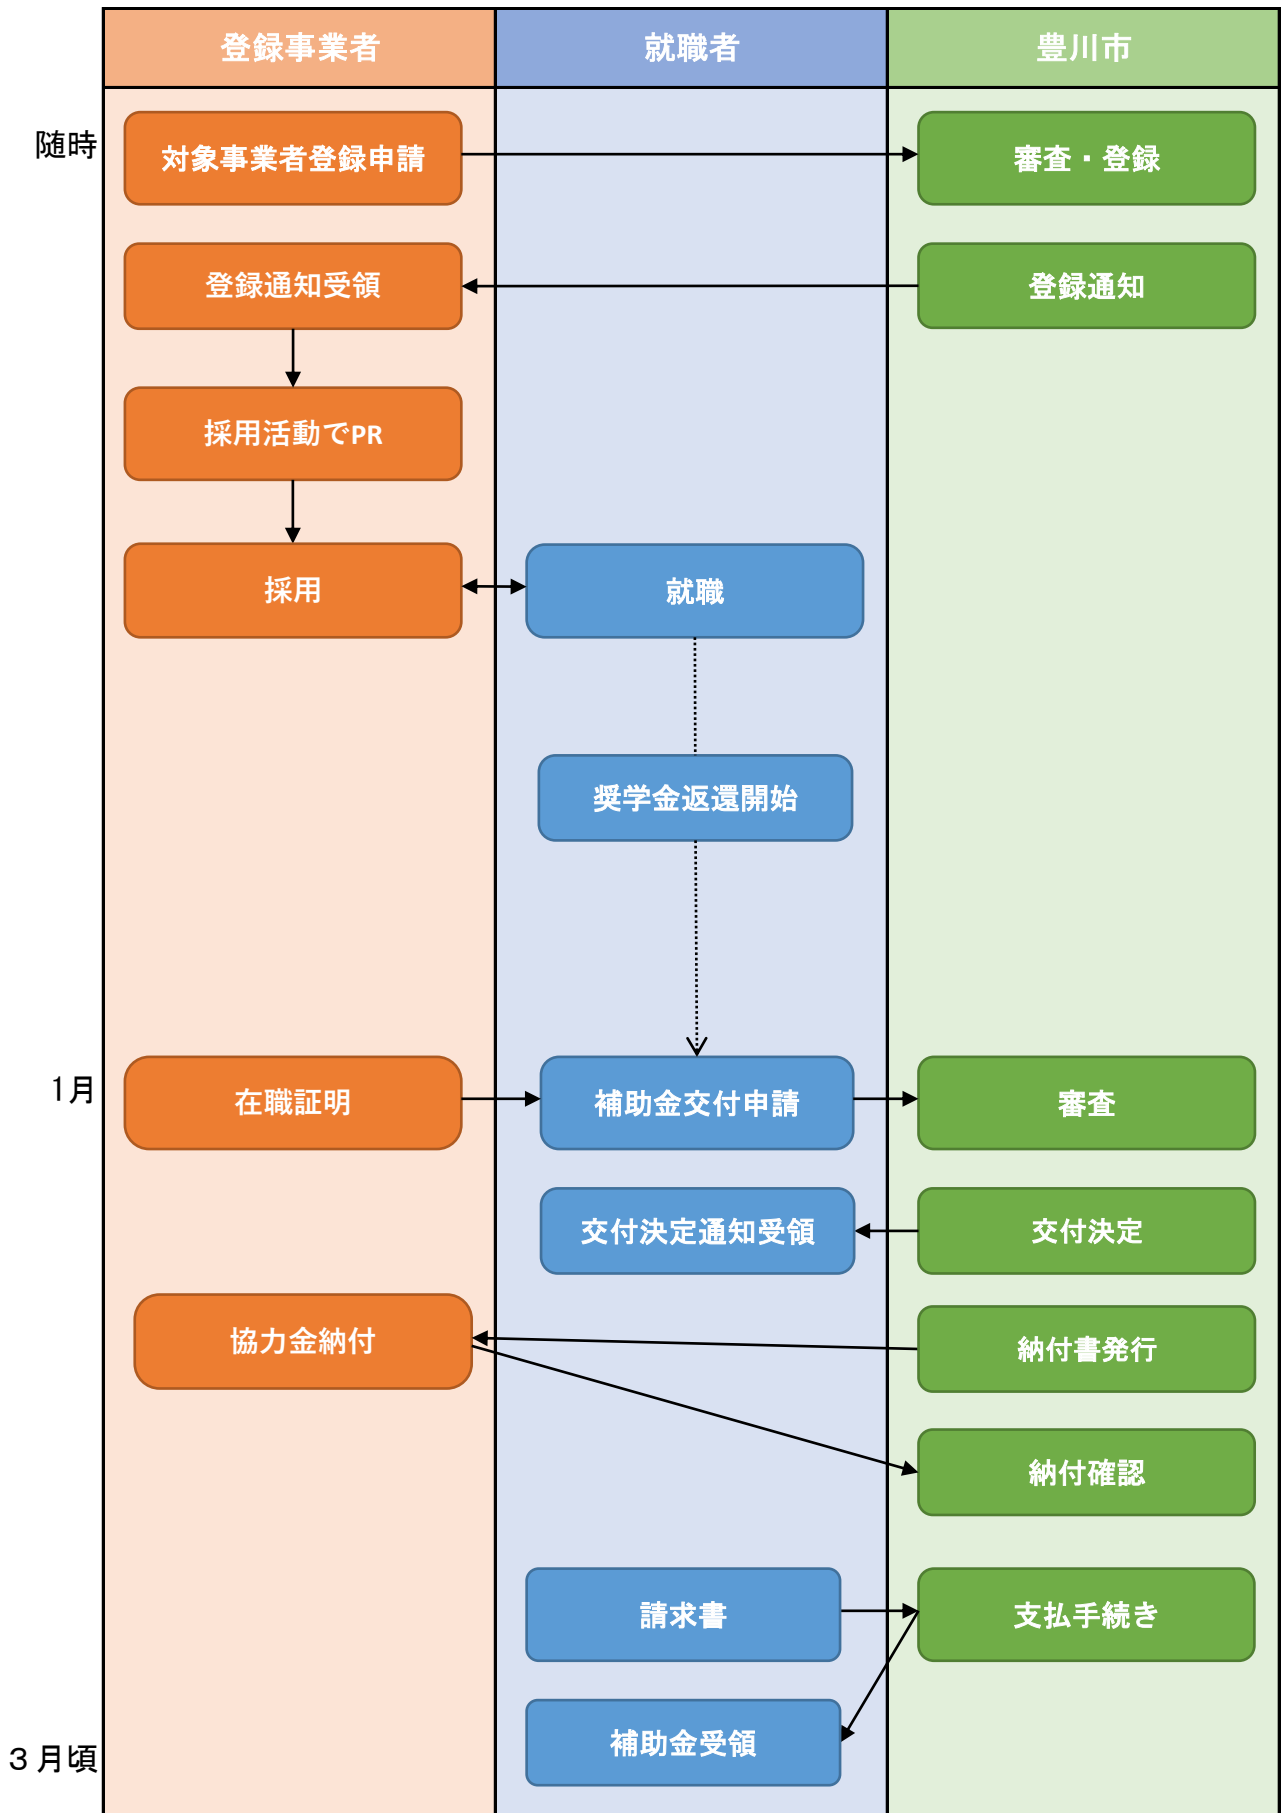 登録事業者 就職者 豊川市
随時
対象事業者登録申請 審査・登録
登録通知受領 登録通知
採用活動でPR
採用 就職
奨学金返還開始
1月
在職証明 補助金交付申請 審査
交付決定通知受領 交付決定
協力金納付 納付書発行
納付確認
請求書 支払手続き
補助金受領
3月頃